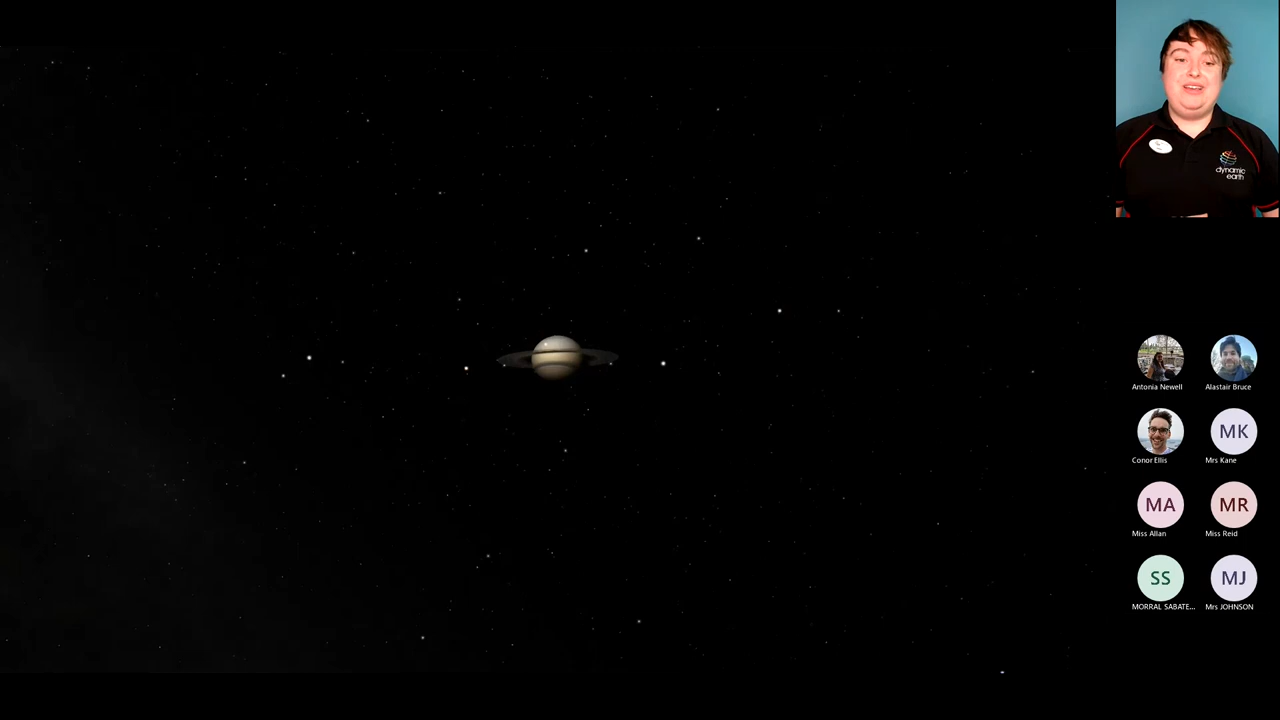 dynamic
earth
Antonia Newell
Alastair Bruce
Conor Ellis
MK
Mrs Kane
MA
Miss Allan
MR
Miss Reid
SS
MORRAL SABATE...
MJ
Mrs JOHNSON